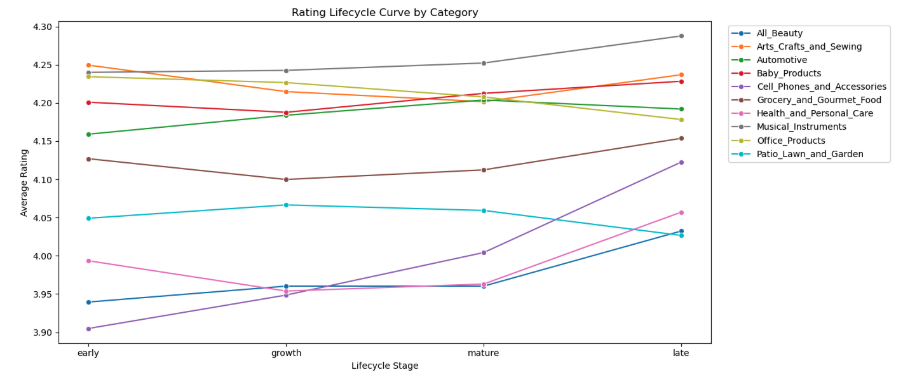 Rating Lifecycle Curve by Category
4.30
4.25
4.20
4.15
4.10
4.05
4.00
3.95
3.90
Average Rating
early
growth
mature
late
Lifecycle Stage
All_Beauty
Arts_Crafts_and_Sewing
Automotive
Baby_Products
Cell_Phones_and_Accessories
Grocery_and_Gourmet_Food
Health_and_Personal_Care
Musical_Instruments
Office_Products
Patio_Lawn_and_Garden